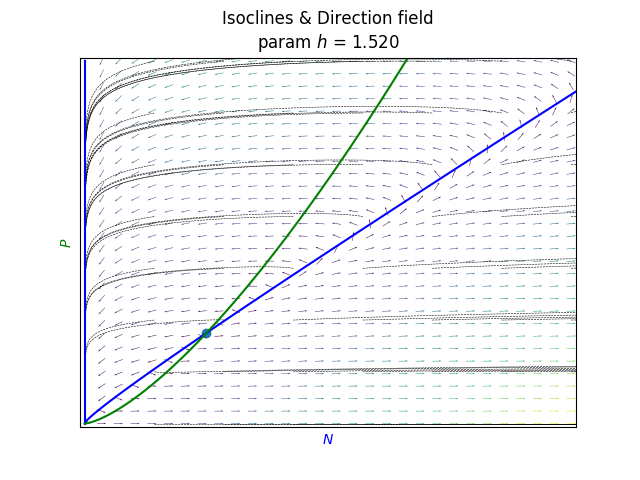 Isoclines & Direction field
param h = 1.520
P
N